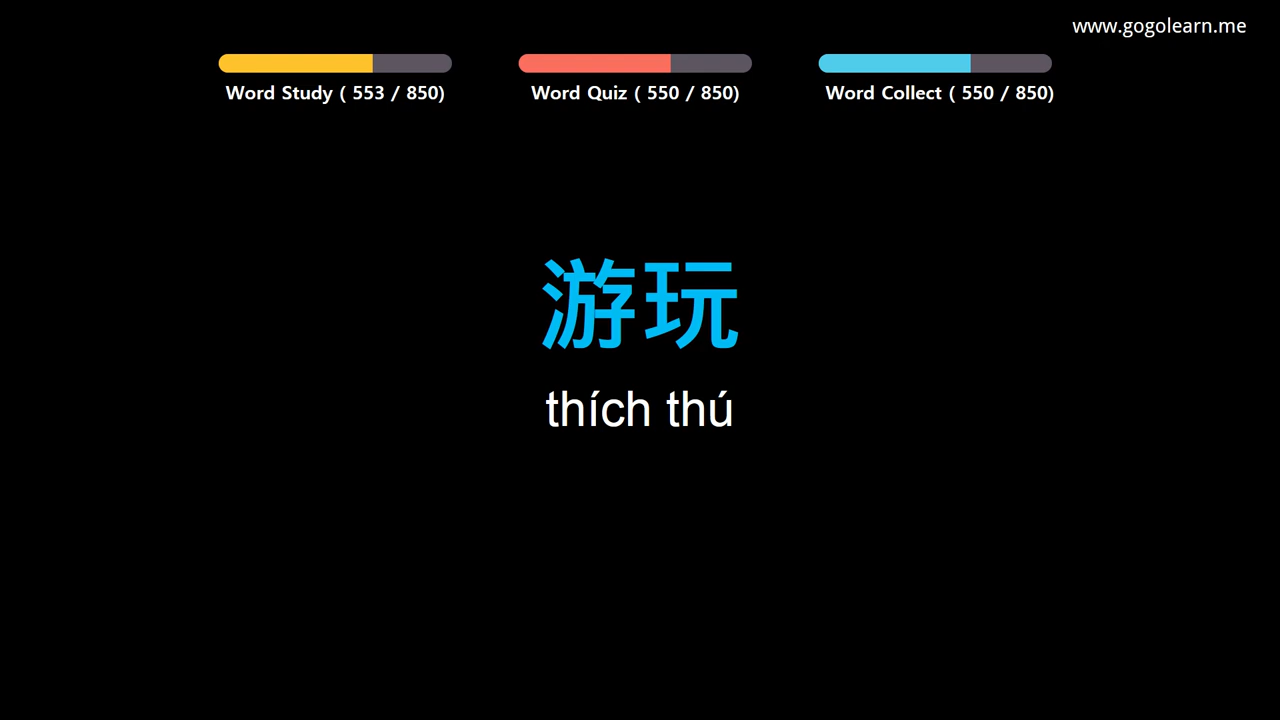 www.gogolearn.me
Word Study ( 553 / 850)
Word Quiz ( 550 / 850)
Word Collect ( 550 / 850)
游玩
thích thú